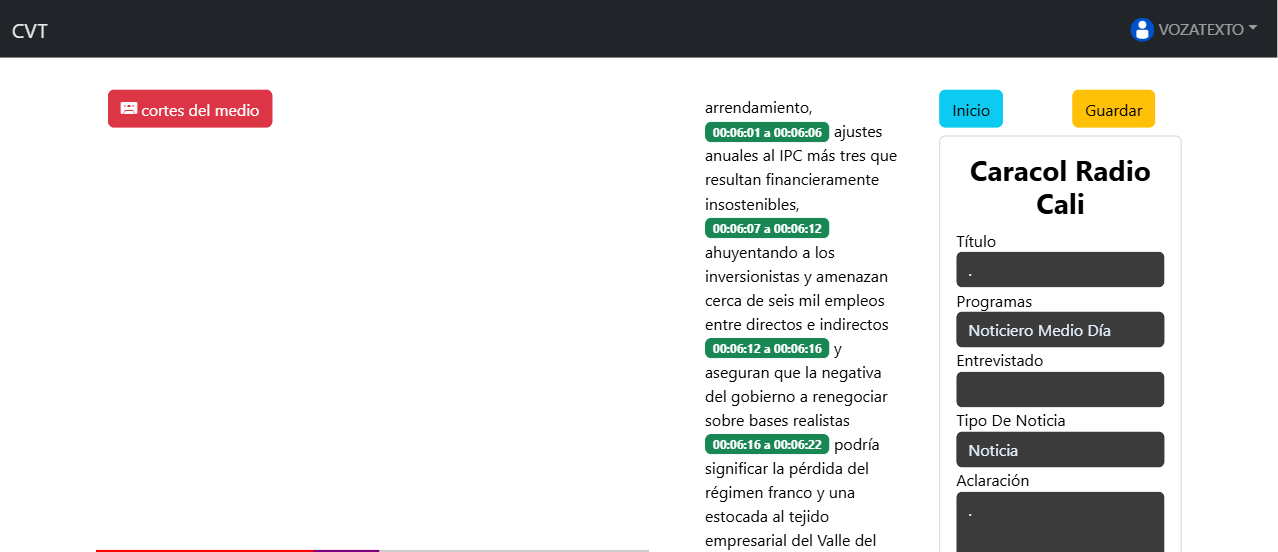 CVT
VOZATEXTO
cortes del medio
arrendamiento,
00:06:01 a 00:06:06 ajustes
anuales al IPC más tres que
resultan financieramente
insostenibles,
00:06:07 a 00:06:12
ahuyentando a los
inversionistas y amenazan
cerca de seis mil empleos
entre directos e indirectos
00:06:12 a 00:06:16 y
aseguran que la negativa
del gobierno a renegociar
sobre bases realistas
00:06:16 a 00:06:22 podría
significar la pérdida del
régimen franco y una
estocada al tejido
empresarial del Valle del
Inicio
Guardar
Caracol Radio
Cali
Título
.
Programas
Noticiero Medio Día
Entrevistado
Tipo De Noticia
Noticia
Aclaración
.